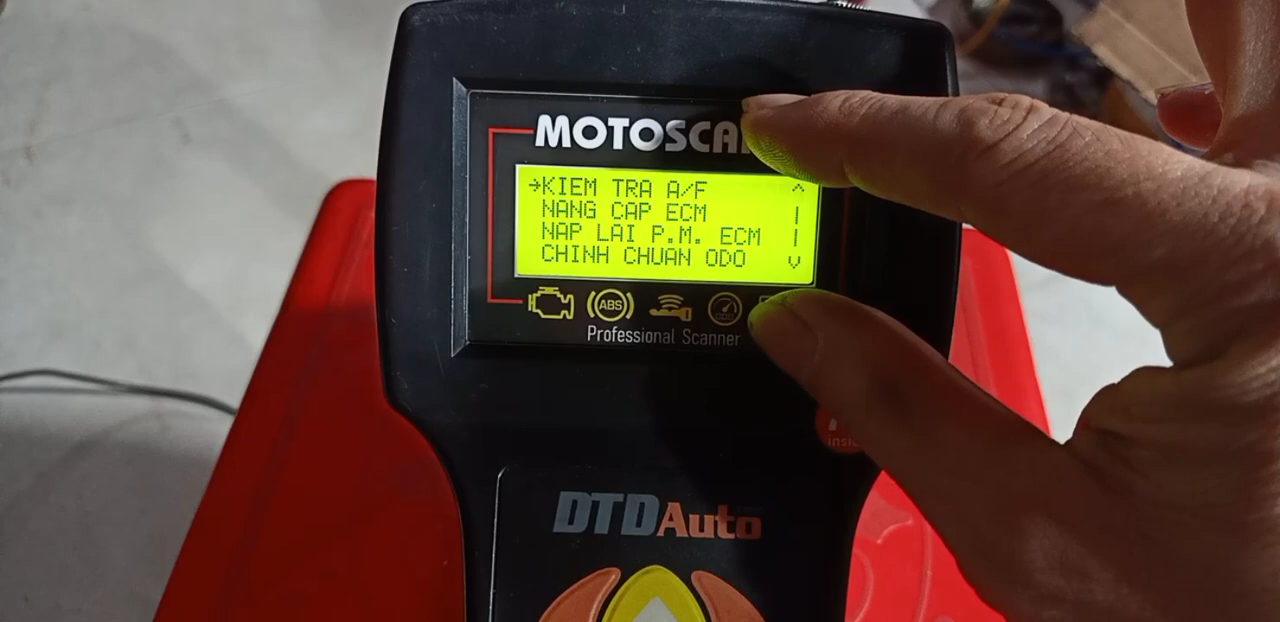 MOTOSCA
→KIEM TRA A/F
NANG CAP ECM
NAP LAI P.M. ECM
CHINH CHUAN ODO
ABS
Professional Scanner
DTDAuto